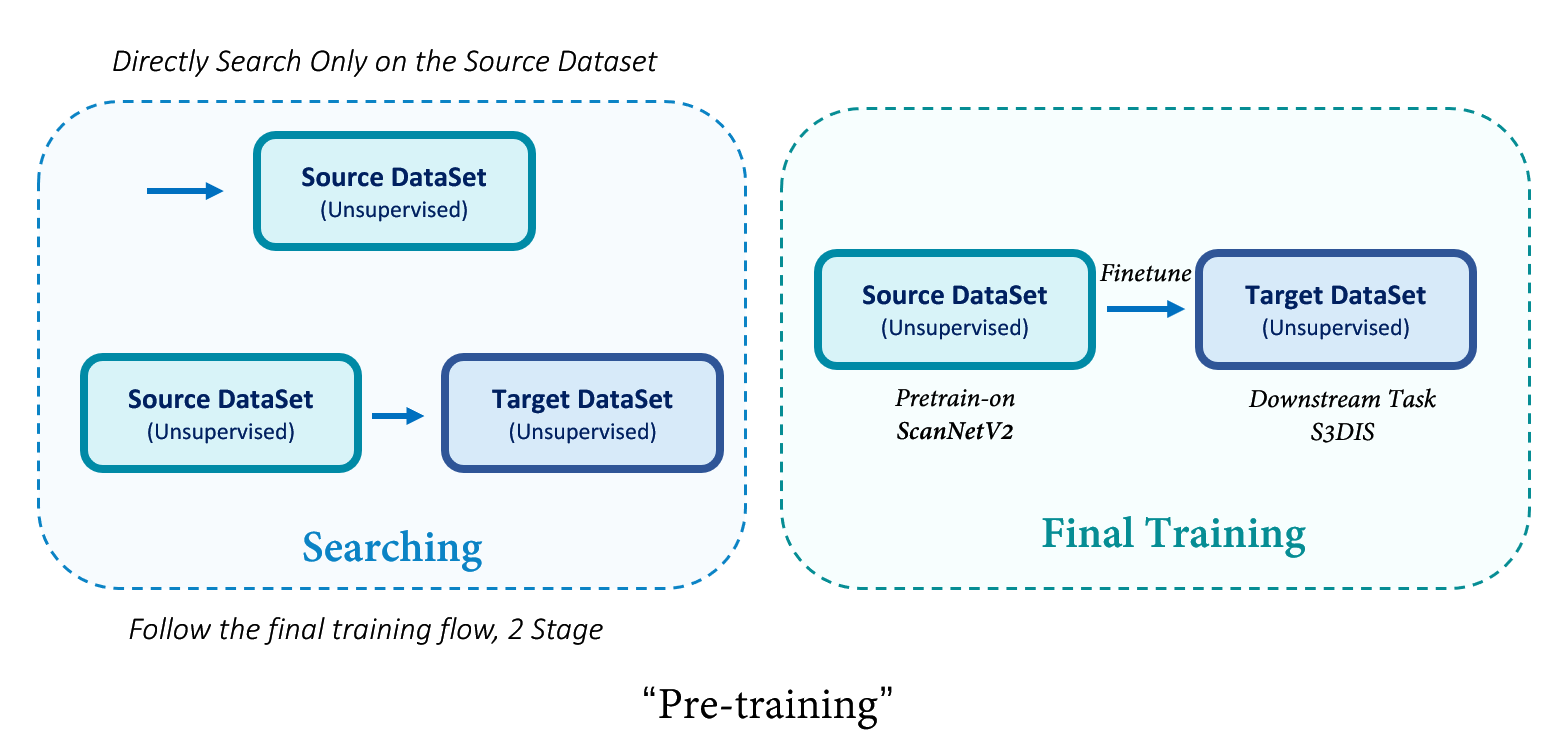 Directly Search Only on the Source Dataset
Source DataSet
(Unsupervised)
Source DataSet
(Unsupervised)
Target DataSet
(Unsupervised)
Searching
Follow the final training flow, 2 Stage
Source DataSet
(Unsupervised)
Finetune
Target DataSet
(Unsupervised)
Pretrain-on
ScanNetV2
Downstream Task
S3DIS
Final Training
“Pre-training”